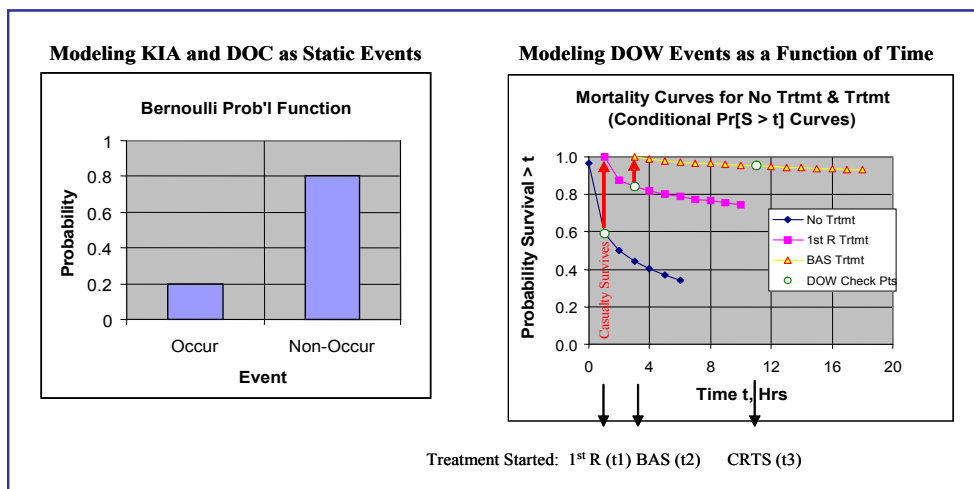 Modeling KIA and DOC as Static Events
Bernoulli Prob'l Function
Probability
1
0.8
0.6
0.4
0.2
0
Occur Non-Occur
Event
Modeling DOW Events as a Function of Time
Mortality Curves for No Trtmt & Trtmt
(Conditional Pr[S > t] Curves)
Probability Survival > t
1.0
0.8
0.6
0.4
0.2
0.0
Casualty Survives
No Trtmt
1st R Trtmt
BAS Trtmt
DOW Check Pts
0 4 8 12 16 20
Time t, Hrs
Treatment Started: 1st R (t1) BAS (t2) CRTS (t3)